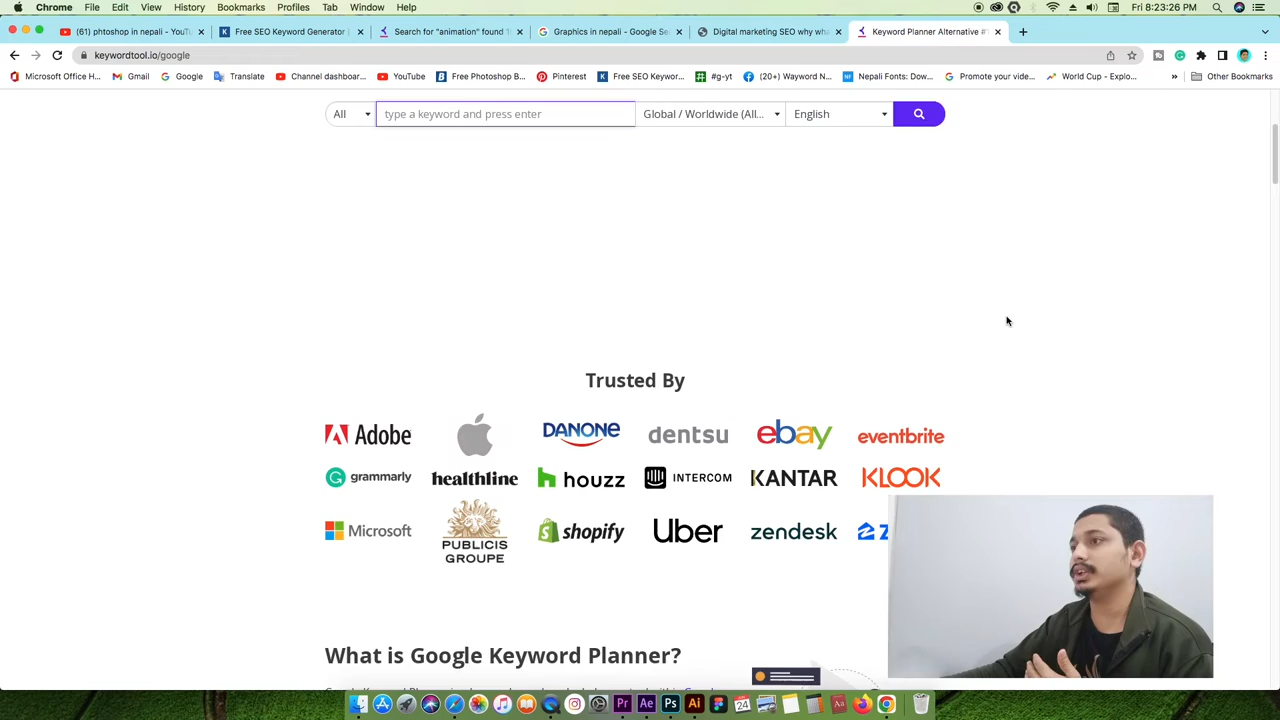 Chrome File Edit View History Bookmarks Profiles Tab Window Help Fri 8:23:26 PM
(61) phtoshop in nepali - YouTu
Free SEO Keyword Generator
Search for "animation" found 1
Graphics in nepali - Google Se
Digital marketing SEO why wha
Keyword Planner Alternative #1
keywordtool.io/google
Microsoft Office H... Gmail Google Translate Channel dashboar... YouTube Free Photoshop B... Pinterest Free SEO Keywor... #g-yt (20+) Wayword N... Nepali Fonts: Dow... Promote your vide... World Cup - Explo... » Other Bookmarks
All type a keyword and press enter Global / Worldwide (All... English
Trusted By
Adobe DANONE dentsu ebay eventbrite
grammarly healthline houzz INTERCOM KANTAR KLOOK
Microsoft PUBLICIS GROUPE shopify Uber zendesk Z
What is Google Keyword Planner?